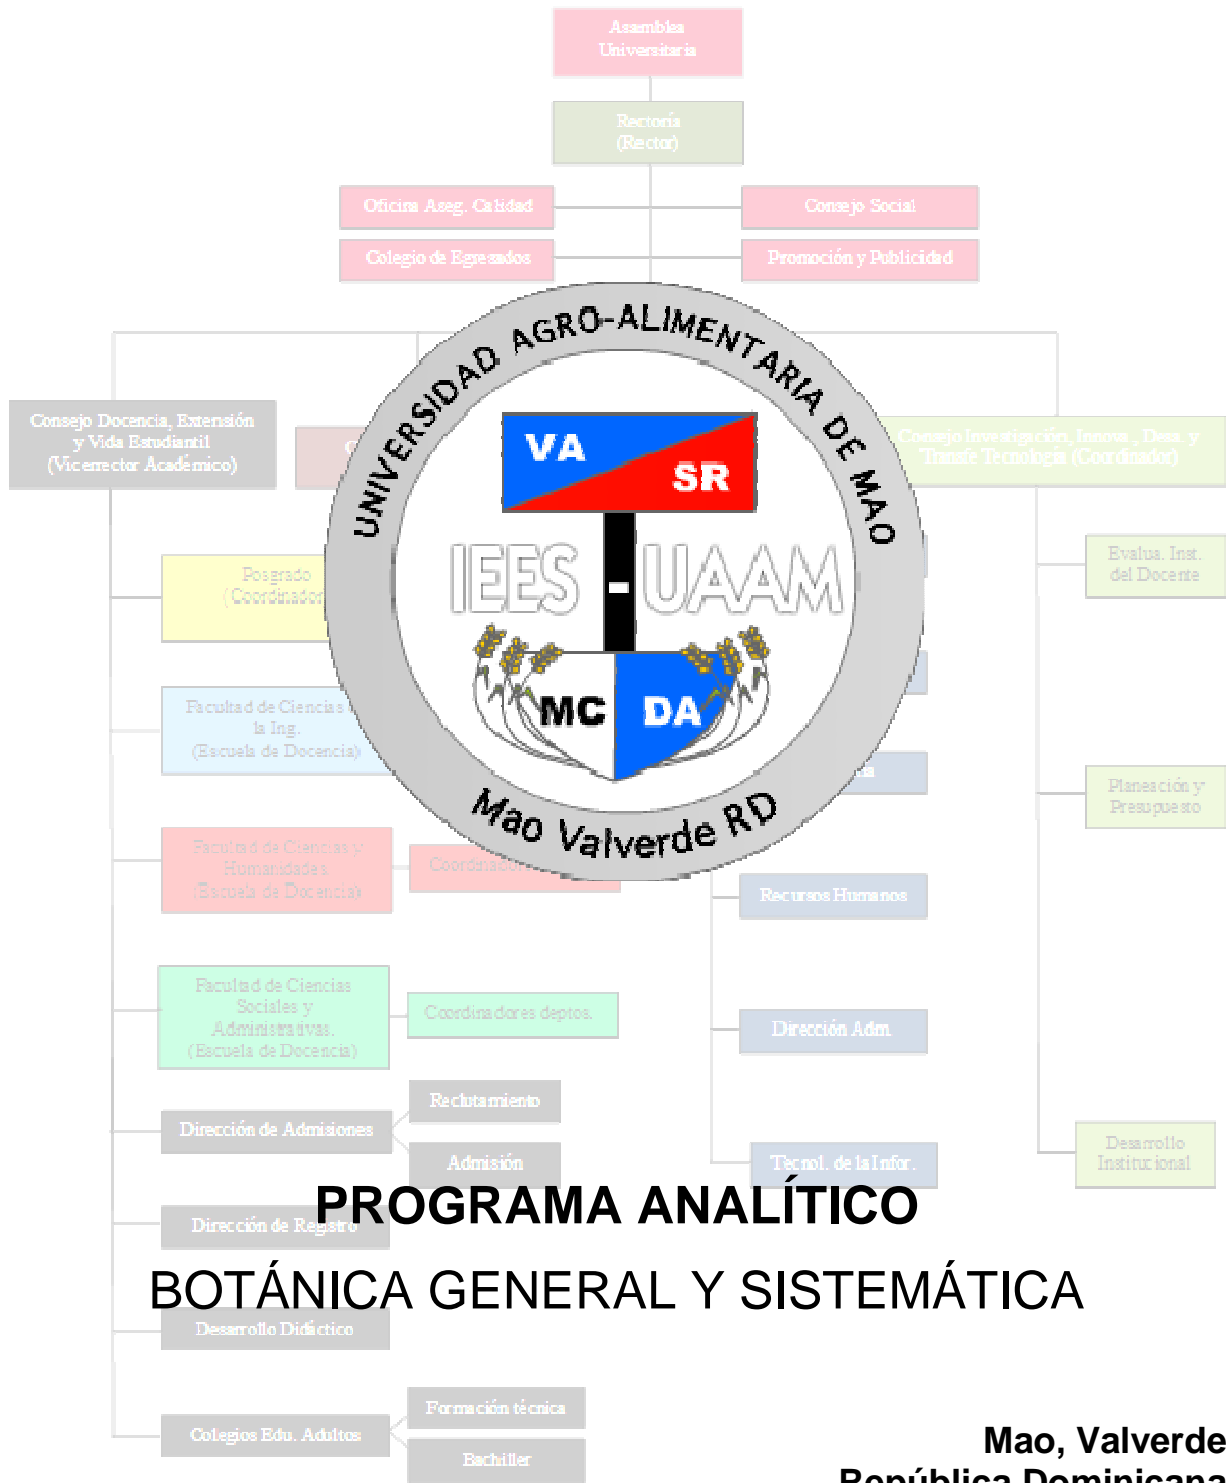 Asamblea
Universitaria
Rectoría
(Rector)
Oficina Aseg. Calidad
Consejo Social
Colegio de Egresados
Promoción y Publicidad
UNIVERSIDAD AGRO-ALIMENTARIA DE MAO
VA
SR
IEES - UAAM
MC
DA
Mao Valverde RD
Consejo Docencia, Extensión
y Vida Estudiantil
(Vicerrector Académico)
Consejo Investigación, Innova., Desa. y
Transfe Tecnología (Coordinador)
Posgrado
(Coordinador
Evalua. Inst.
del Docente
Facultad de Ciencias
la Ing.
(Escuela de Docencia)
Planeación y
Presupuesto
Facultad de Ciencias y
Humanidades
(Escuela de Docencia)
Coordinador
Recursos Humanos
Facultad de Ciencias
Sociales y
Administrativas.
(Escuela de Docencia)
Coordinadores deptos.
Dirección Adm.
Dirección de Admisiones
Reclutamiento
Admisión
Tecnol. de la Infor.
Desarrollo
Institucional
PROGRAMA ANALÍTICO
Dirección de Registro
BOTÁNICA GENERAL Y SISTEMÁTICA
Desarrollo Didáctico
Colegios Edu. Adultos
Formación técnica
Bachiller
Mao, Valverde
República Dominicana